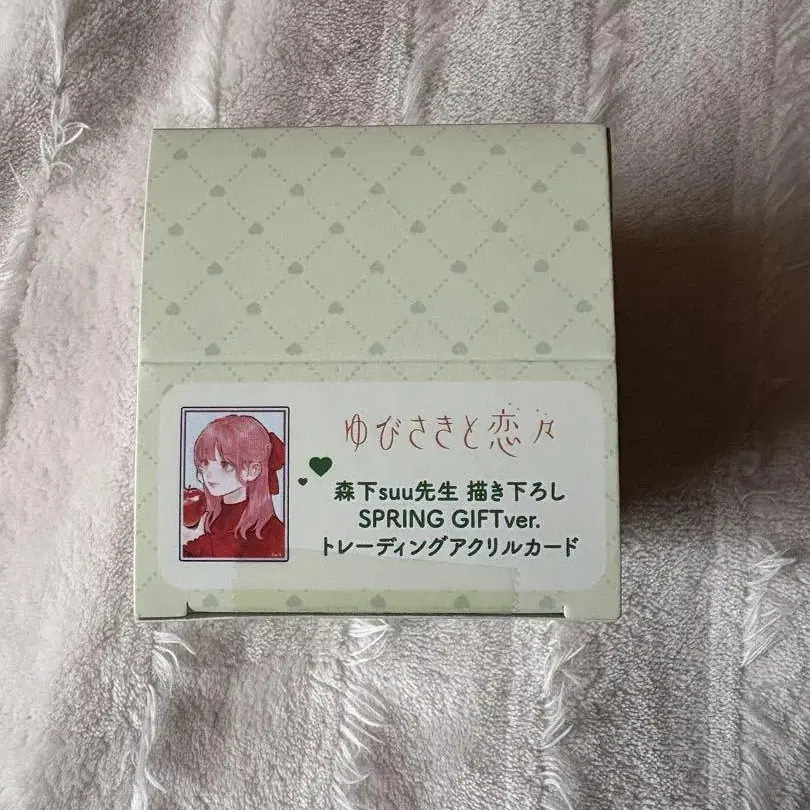 ゆびさきと恋々
森下suu先生 描き下ろし
SPRING GIFTver.
トレーディングアクリルカード